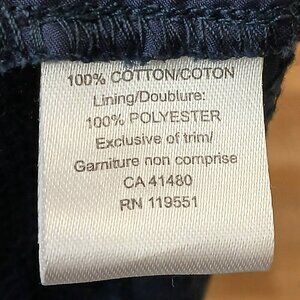 100% COTTON/COTON
Lining/Doublure:
100% POLYESTER
Exclusive of trim/
Garniture non comprise
CA 41480
RN 119551